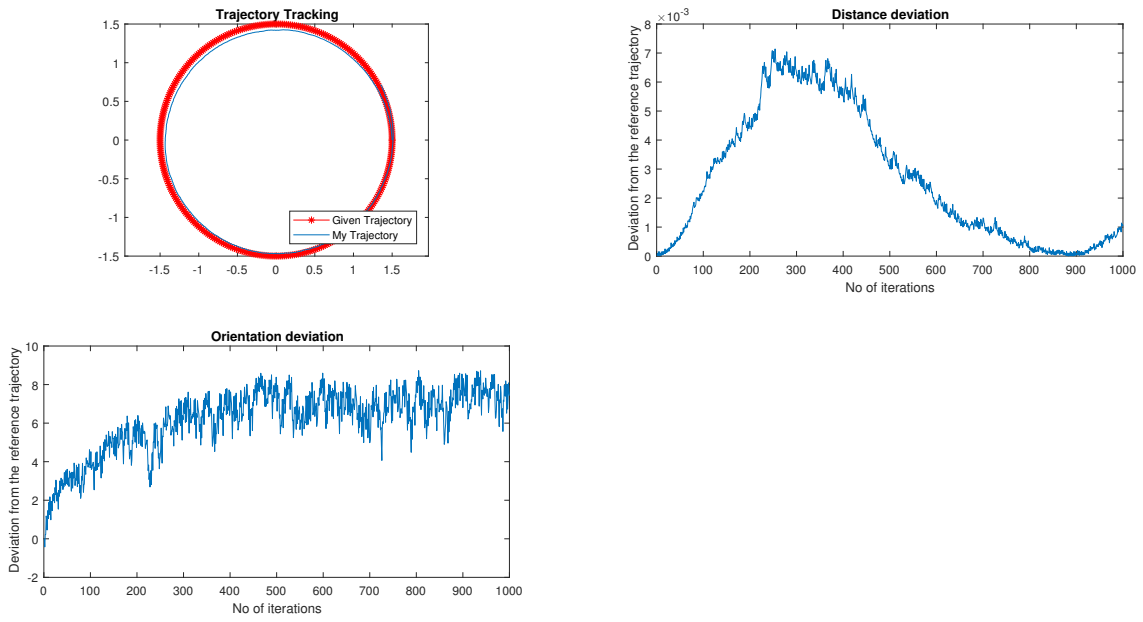 Trajectory Tracking
1.5
1
0.5
0
-0.5
-1
-1.5
-1.5 -1 -0.5 0 0.5 1 1.5
Given Trajectory
My Trajectory
Distance deviation
×10⁻³
Deviation from the reference trajectory
8
7
6
5
4
3
2
1
0
0 100 200 300 400 500 600 700 800 900 1000
No of iterations
Orientation deviation
Deviation from the reference trajectory
10
8
6
4
2
0
-2
0 100 200 300 400 500 600 700 800 900 1000
No of iterations